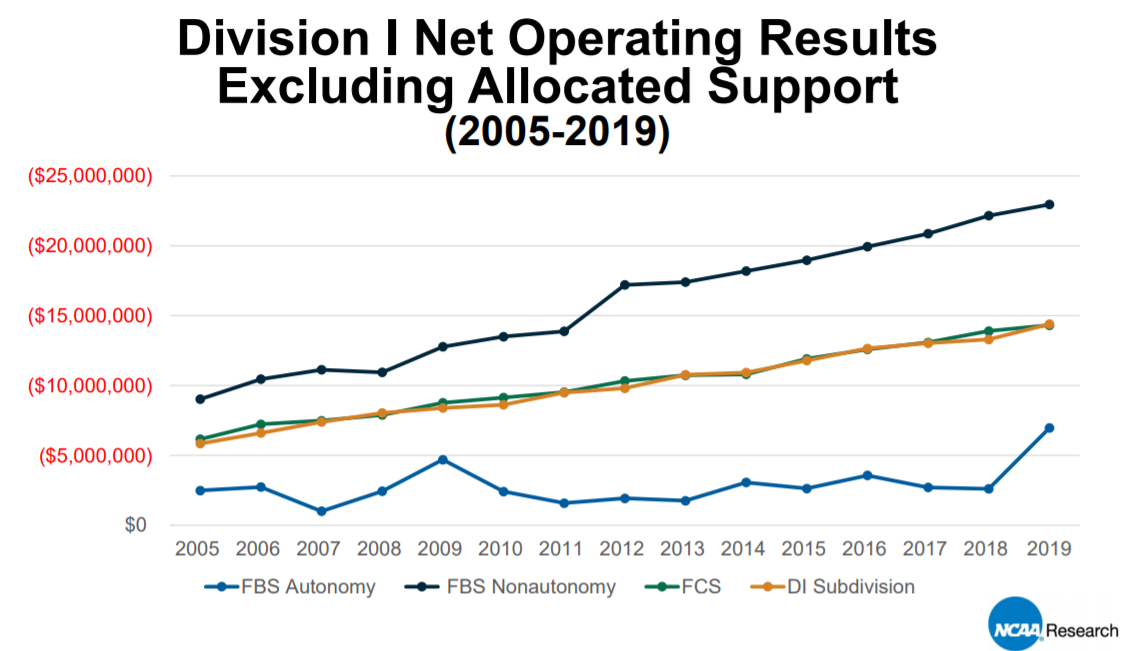 Division I Net Operating Results
Excluding Allocated Support
(2005-2019)
($25,000,000)
($20,000,000)
($15,000,000)
($10,000,000)
($5,000,000)
$0
2005 2006 2007 2008 2009 2010 2011 2012 2013 2014 2015 2016 2017 2018 2019
FBS Autonomy FBS Nonautonomy FCS DI Subdivision
NCAA Research